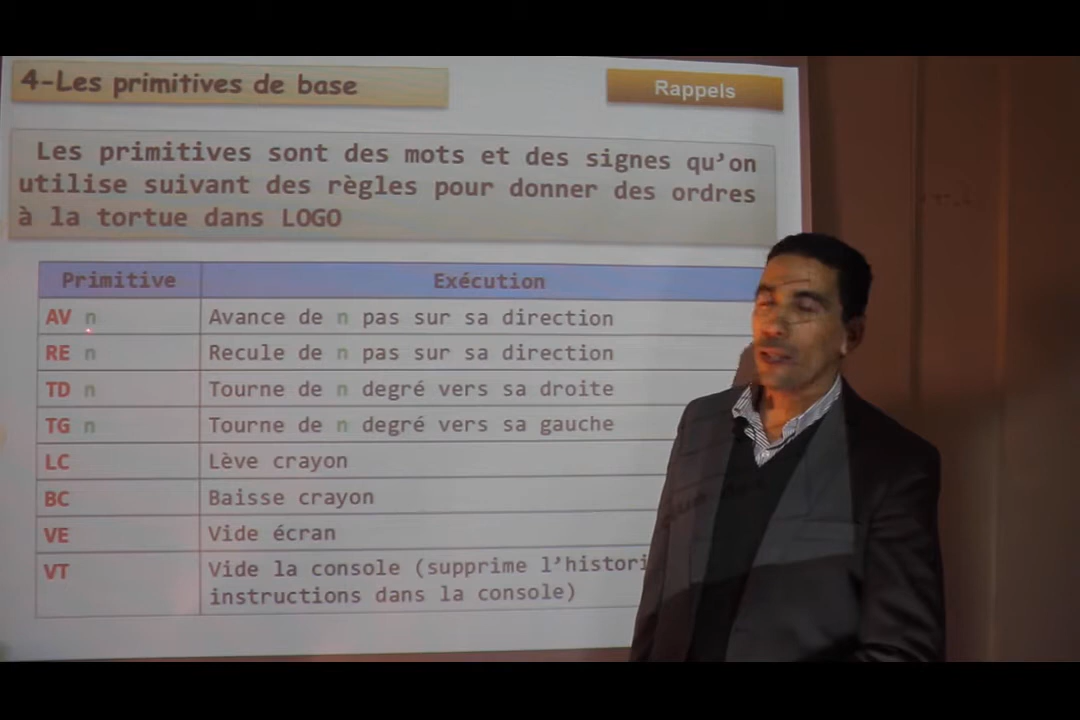 4-Les primitives de base
Rappels
Les primitives sont des mots et des signes qu'on
utilise suivant des règles pour donner des ordres
à la tortue dans LOGO
Primitive Exécution
AV n Avance de n pas sur sa direction
RE n Recule de n pas sur sa direction
TD n Tourne de n degré vers sa droite
TG n Tourne de n degré vers sa gauche
LC Lève crayon
BC Baisse crayon
VE Vide écran
VT Vide la console (supprime l'histori
instructions dans la console)